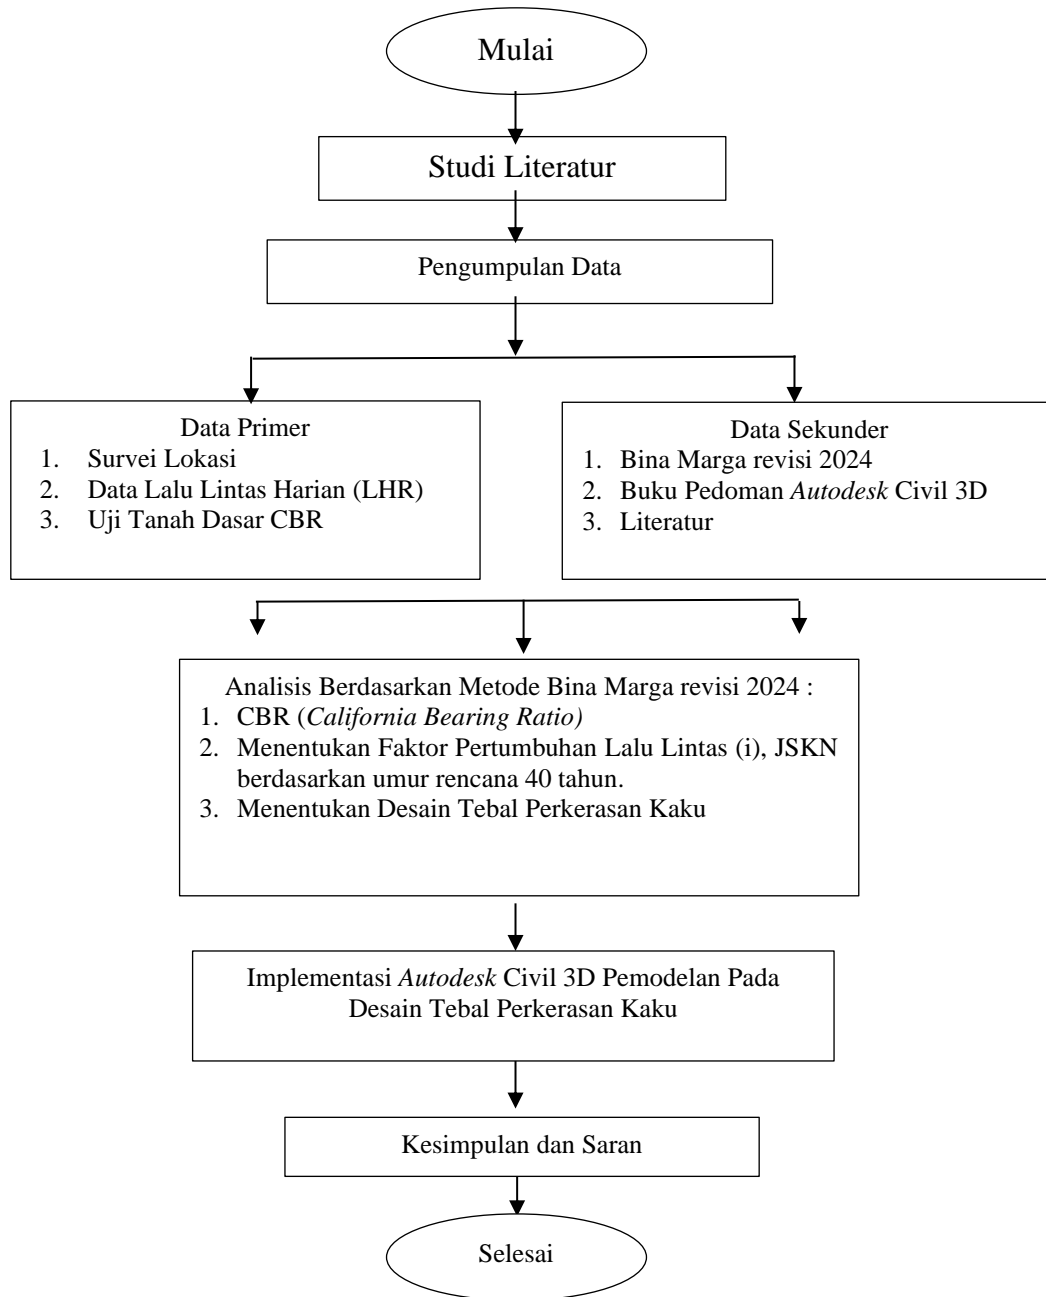 Mulai
Studi Literatur
Pengumpulan Data
Data Primer
1. Survei Lokasi
2. Data Lalu Lintas Harian (LHR)
3. Uji Tanah Dasar CBR
Data Sekunder
1. Bina Marga revisi 2024
2. Buku Pedoman Autodesk Civil 3D
3. Literatur
Analisis Berdasarkan Metode Bina Marga revisi 2024 :
1. CBR (California Bearing Ratio)
2. Menentukan Faktor Pertumbuhan Lalu Lintas (i), JSKN
berdasarkan umur rencana 40 tahun.
3. Menentukan Desain Tebal Perkerasan Kaku
Implementasi Autodesk Civil 3D Pemodelan Pada
Desain Tebal Perkerasan Kaku
Kesimpulan dan Saran
Selesai